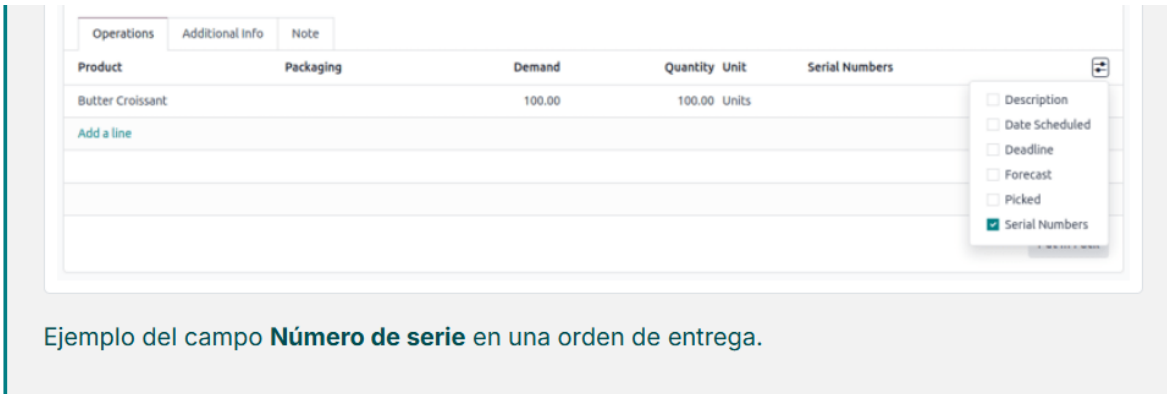 Operations Additional Info Note
Product Packaging Demand Quantity Unit Serial Numbers
Butter Croissant 100.00 100.00 Units
Description
Date Scheduled
Add a line
Deadline
Forecast
Picked
Serial Numbers
Ejemplo del campo Número de serie en una orden de entrega.